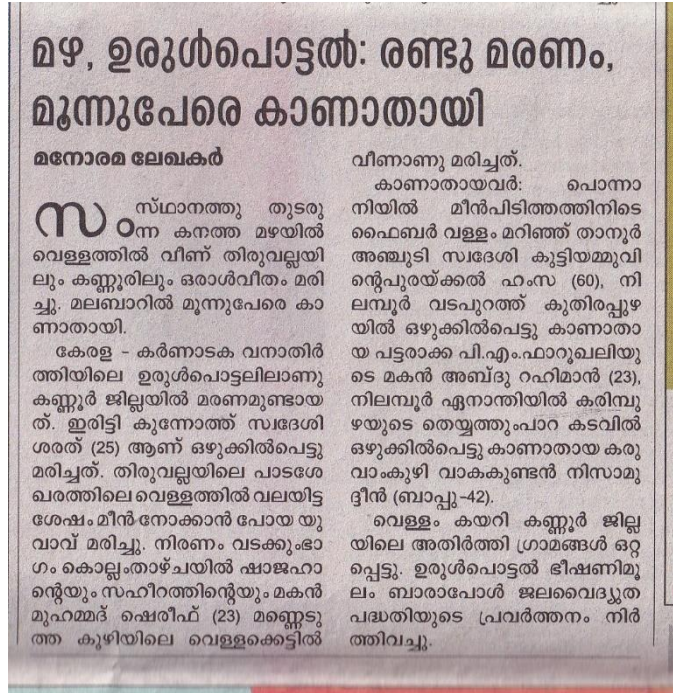 മഴ, ഉരുൾപൊട്ടൽ: രണ്ടു മരണം,
മൂന്നുപേരെ കാണാതായി
മനോരമ ലേഖകർ
സംസ്ഥാനത്തു തുടരു
ന്ന കനത്ത മഴയിൽ
വെള്ളത്തിൽ വീണ് തിരുവല്ലയി
ലും കണ്ണൂരിലും ഒരാൾവീതം മരി
ച്ചു. മലബാറിൽ മൂന്നുപേരെ കാ
ണാതായി.
കേരള – കർണാടക വനാതിർ
ത്തിയിലെ ഉരുൾപൊട്ടലിലാണു
കണ്ണൂർ ജില്ലയിൽ മരണമുണ്ടായ
ത്. ഇരിട്ടി കുന്നോത്ത് സ്വദേശി
ശരത് (25) ആണ് ഒഴുക്കിൽപെട്ടു
മരിച്ചത്. തിരുവല്ലയിലെ പാടശേ
ഖരത്തിലെ വെള്ളത്തിൽ വലയിട്ട
ശേഷം മീൻ നോക്കാൻ പോയ യു
വാവ് മരിച്ചു. നിരണം വടക്കുംഭാ
ഗം കൊല്ലംതാഴ്ചയിൽ ഷാജഹാ
ന്റെയും സഹീറത്തിന്റെയും മകൻ
മുഹമ്മദ് ഷെരീഫ് (23) മണ്ണെടു
ത്ത കുഴിയിലെ വെള്ളക്കെട്ടിൽ
വീണാണു മരിച്ചത്.
കാണാതായവർ: പൊന്നാ
നിയിൽ മീൻപിടിത്തത്തിനിടെ
ഫൈബർ വള്ളം മറിഞ്ഞ് താനൂർ
അഞ്ചുടി സ്വദേശി കുട്ടിയമ്മുവി
ന്റെപുരയ്ക്കൽ ഹംസ (60), നി
ലമ്പൂർ വടപുറത്ത് കുതിരപ്പുഴ
യിൽ ഒഴുക്കിൽപെട്ടു കാണാതാ
യ പട്ടരാക്ക പി.എം.ഫാറൂഖലിയു
ടെ മകൻ അബ്ദു റഹിമാൻ (23),
നിലമ്പൂർ ഏനാന്തിയിൽ കരിമ്പു
ഴയുടെ തെയ്യത്തുംപാറ കടവിൽ
ഒഴുക്കിൽപെട്ടു കാണാതായ കരു
വാംകുഴി വാകകുണ്ടൻ നിസാമു
ദ്ദീൻ (ബാപ്പു–42).
വെള്ളം കയറി കണ്ണൂർ ജില്ല
യിലെ അതിർത്തി ഗ്രാമങ്ങൾ ഒറ്റ
പ്പെട്ടു. ഉരുൾപൊട്ടൽ ഭീഷണിമൂ
ലം ബാരാപോൾ ജലവൈദ്യുത
പദ്ധതിയുടെ പ്രവർത്തനം നിർ
ത്തിവച്ചു.